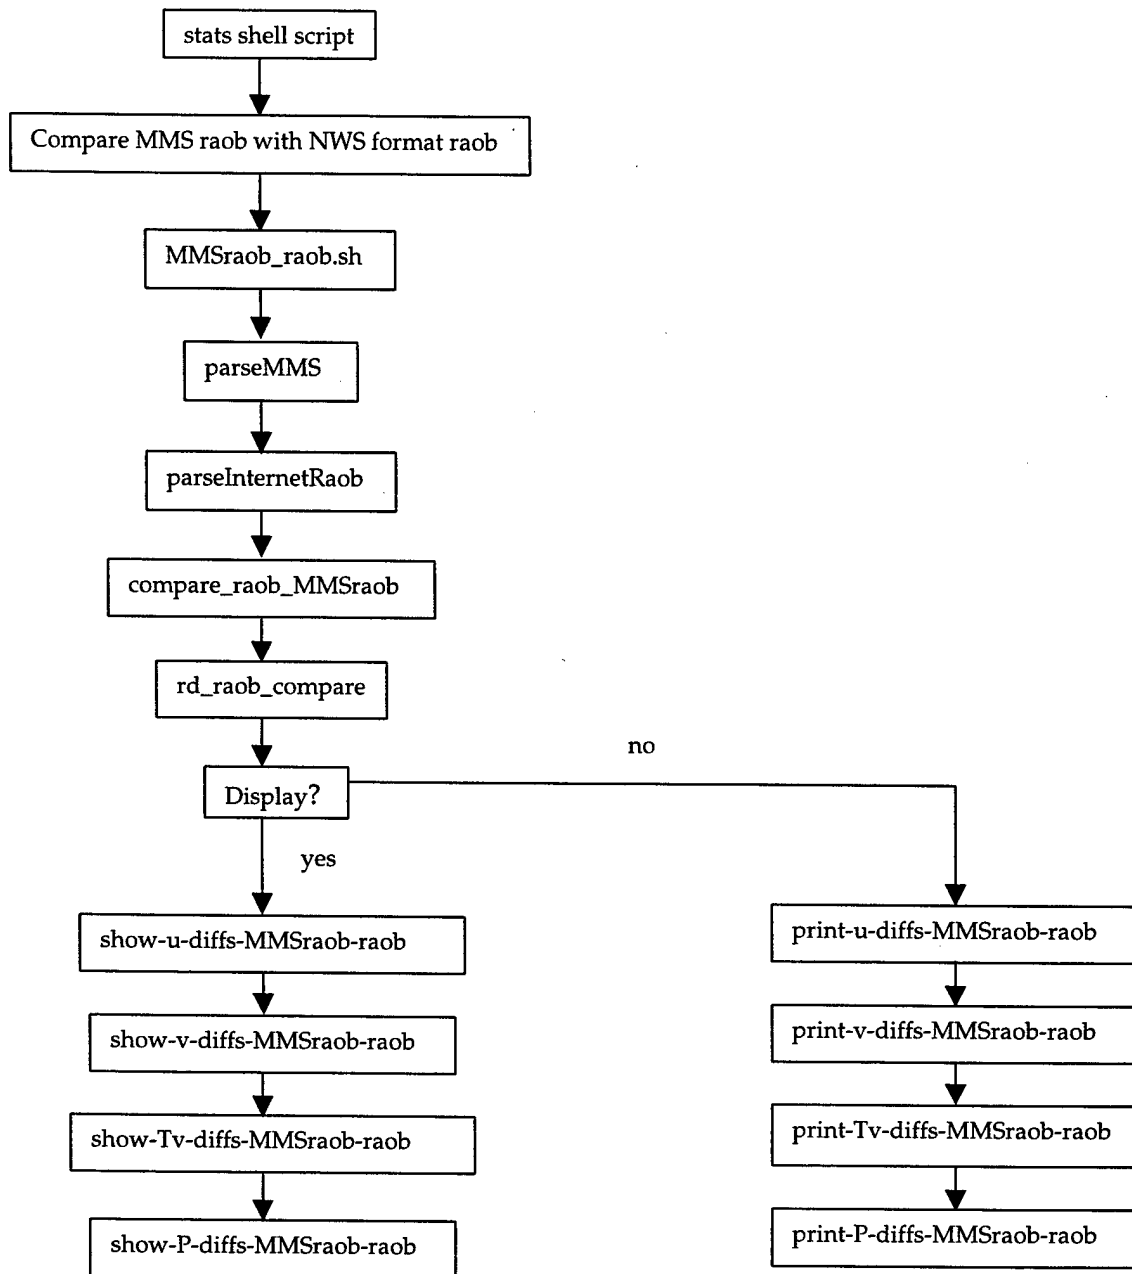 stats shell script
Compare MMS raob with NWS format raob
MMSraob_raob.sh
parseMMS
parseInternetRaob
compare_raob_MMSraob
rd_raob_compare
no
Display?
yes
show-u-diffs-MMSraob-raob
print-u-diffs-MMSraob-raob
show-v-diffs-MMSraob-raob
print-v-diffs-MMSraob-raob
show-Tv-diffs-MMSraob-raob
print-Tv-diffs-MMSraob-raob
show-P-diffs-MMSraob-raob
print-P-diffs-MMSraob-raob